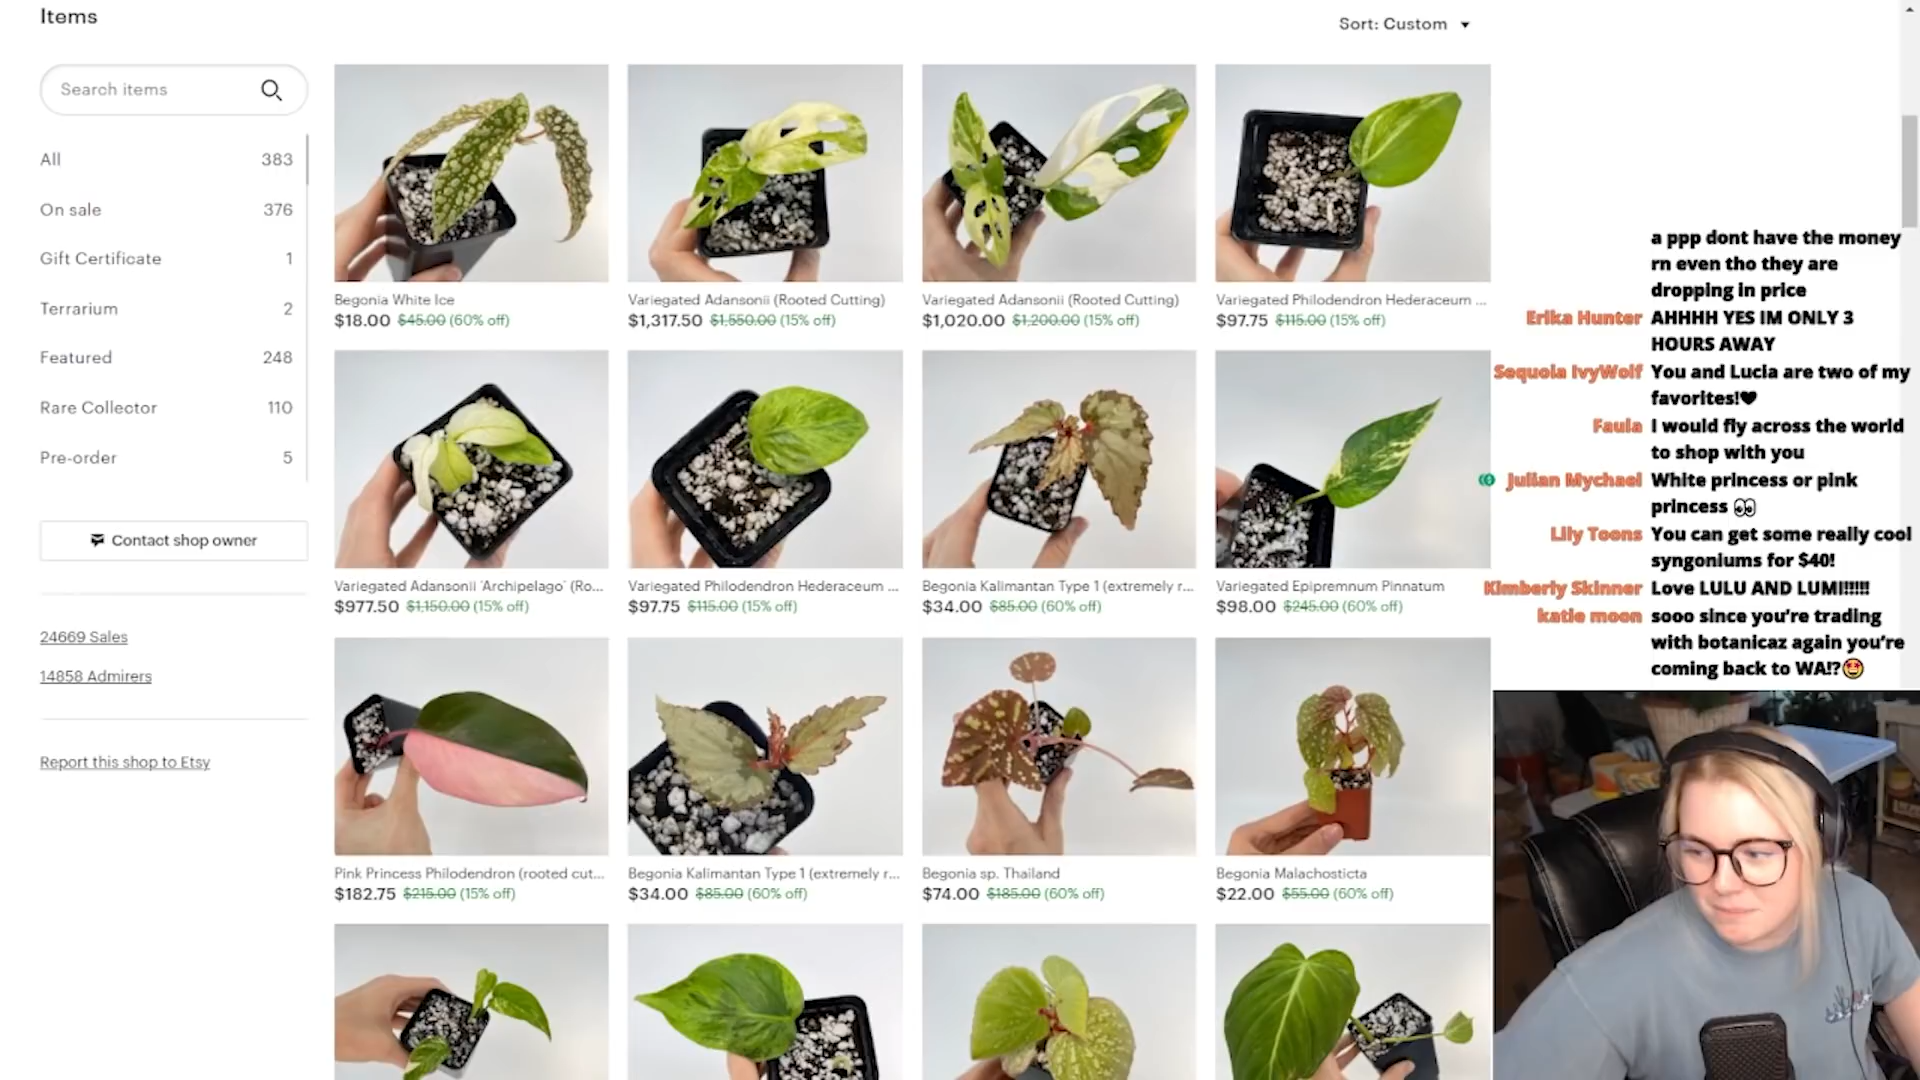 Items
Sort: Custom
Search items
All 383
On sale 376
Gift Certificate 1
Terrarium 2
Featured 248
Rare Collector 110
Pre-order 5
Contact shop owner
24669 Sales
14858 Admirers
Report this shop to Etsy
Begonia White Ice
$18.00 $45.00 (60% off)
Variegated Adansonii (Rooted Cutting)
$1,317.50 $1,550.00 (15% off)
Variegated Adansonii (Rooted Cutting)
$1,020.00 $1,200.00 (15% off)
Variegated Philodendron Hederaceum ...
$97.75 $115.00 (15% off)
Variegated Adansonii 'Archipelago' (Ro...
$977.50 $1,150.00 (15% off)
Variegated Philodendron Hederaceum ...
$97.75 $115.00 (15% off)
Begonia Kalimantan Type 1 (extremely r...
$34.00 $85.00 (60% off)
Variegated Epipremnum Pinnatum
$98.00 $245.00 (60% off)
Pink Princess Philodendron (rooted cut...
$182.75 $215.00 (15% off)
Begonia Kalimantan Type 1 (extremely r...
$34.00 $85.00 (60% off)
Begonia sp. Thailand
$74.00 $185.00 (60% off)
Begonia Malachosticta
$22.00 $55.00 (60% off)
a ppp dont have the money
rn even tho they are
dropping in price
Erika Hunter AHHHH YES IM ONLY 3
HOURS AWAY
Sequoia IvyWolf You and Lucia are two of my
favorites!♥
Faula I would fly across the world
to shop with you
Julian Mychael White princess or pink
princess 👀
Lily Toons You can get some really cool
syngoniums for $40!
Kimberly Skinner Love LULU AND LUMI!!!!!
katie moon sooo since you're trading
with botanicaz again you're
coming back to WA!?🤩